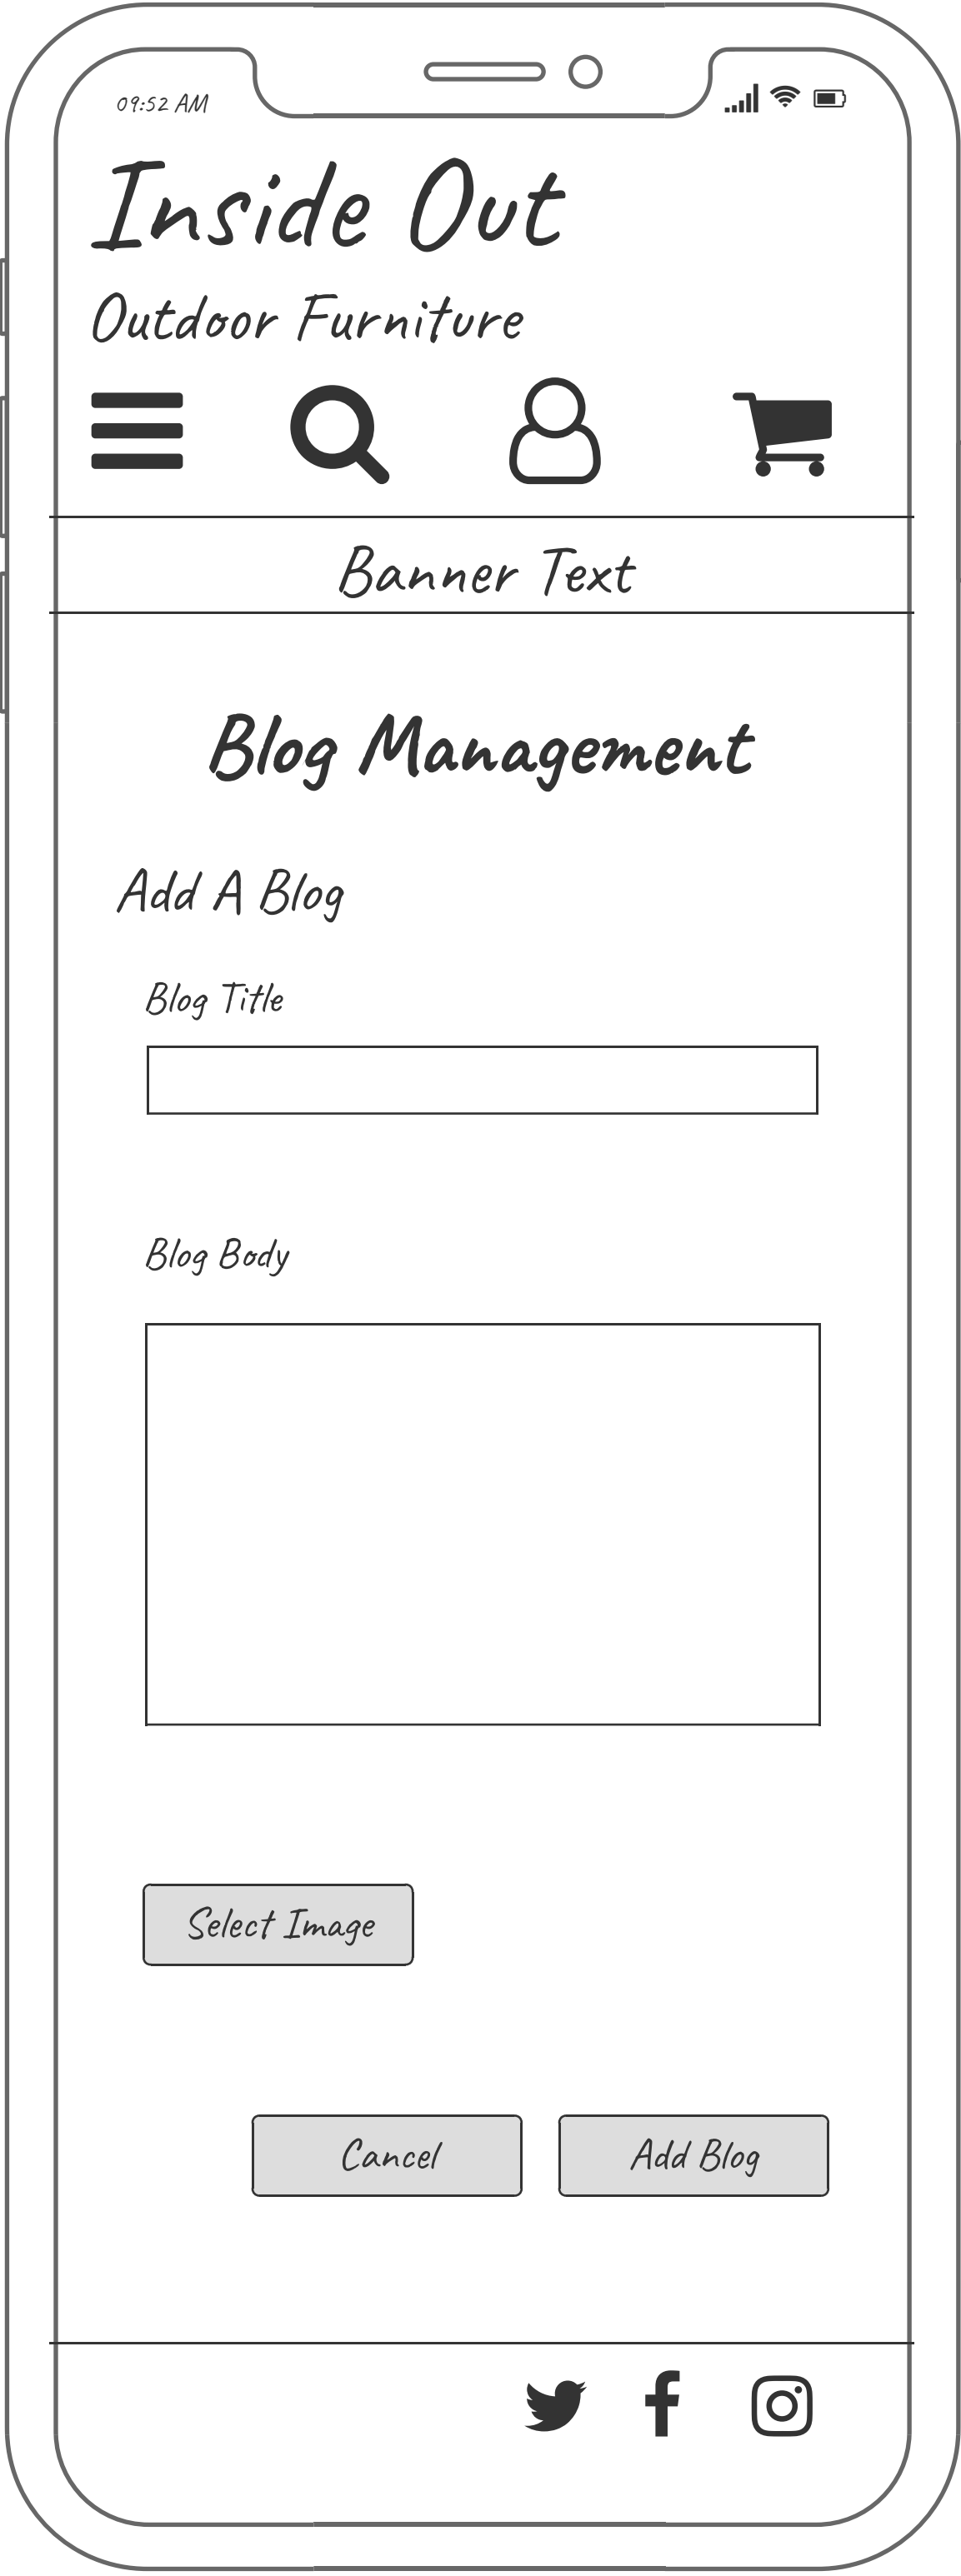 09:52 AM
Inside Out
Outdoor Furniture
Banner Text
Blog Management
Add A Blog
Blog Title
Blog Body
Select Image
Cancel Add Blog